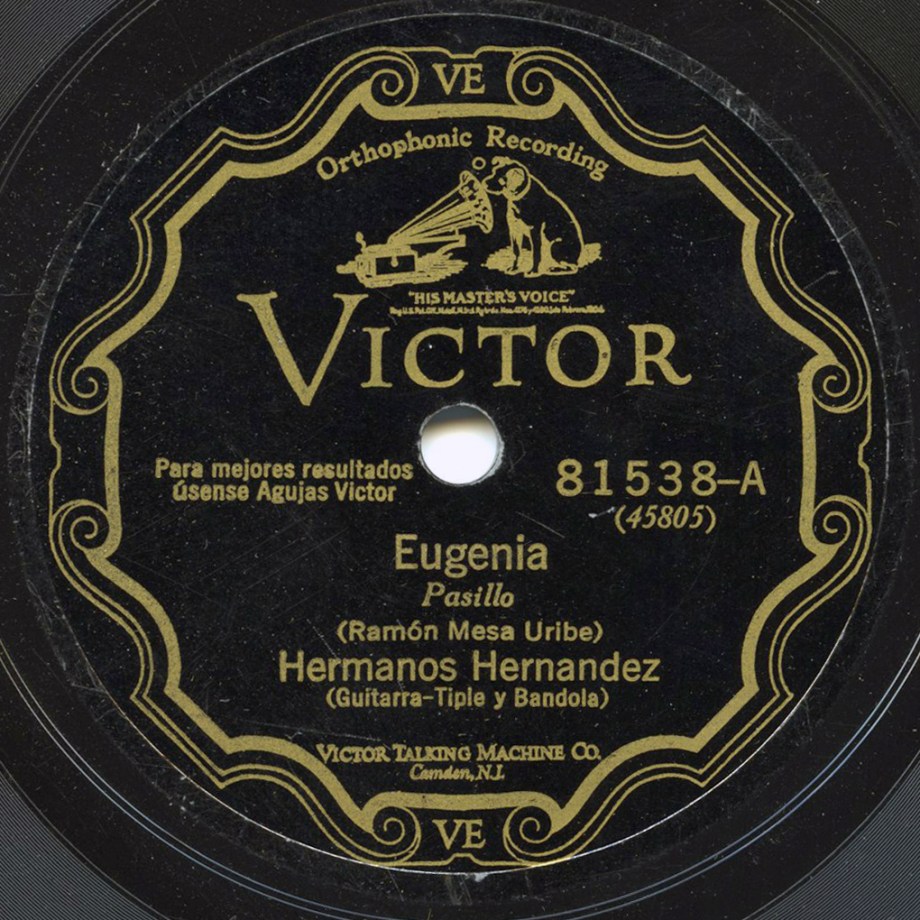 VE
Orthophonic Recording
"HIS MASTER'S VOICE"
VICTOR
Para mejores resultados
úsense Agujas Victor
81538-A
(45805)
Eugenia
Pasillo
(Ramón Mesa Uribe)
Hermanos Hernandez
(Guitarra-Tiple y Bandola)
VICTOR TALKING MACHINE CO.
Camden, N.J.
VE